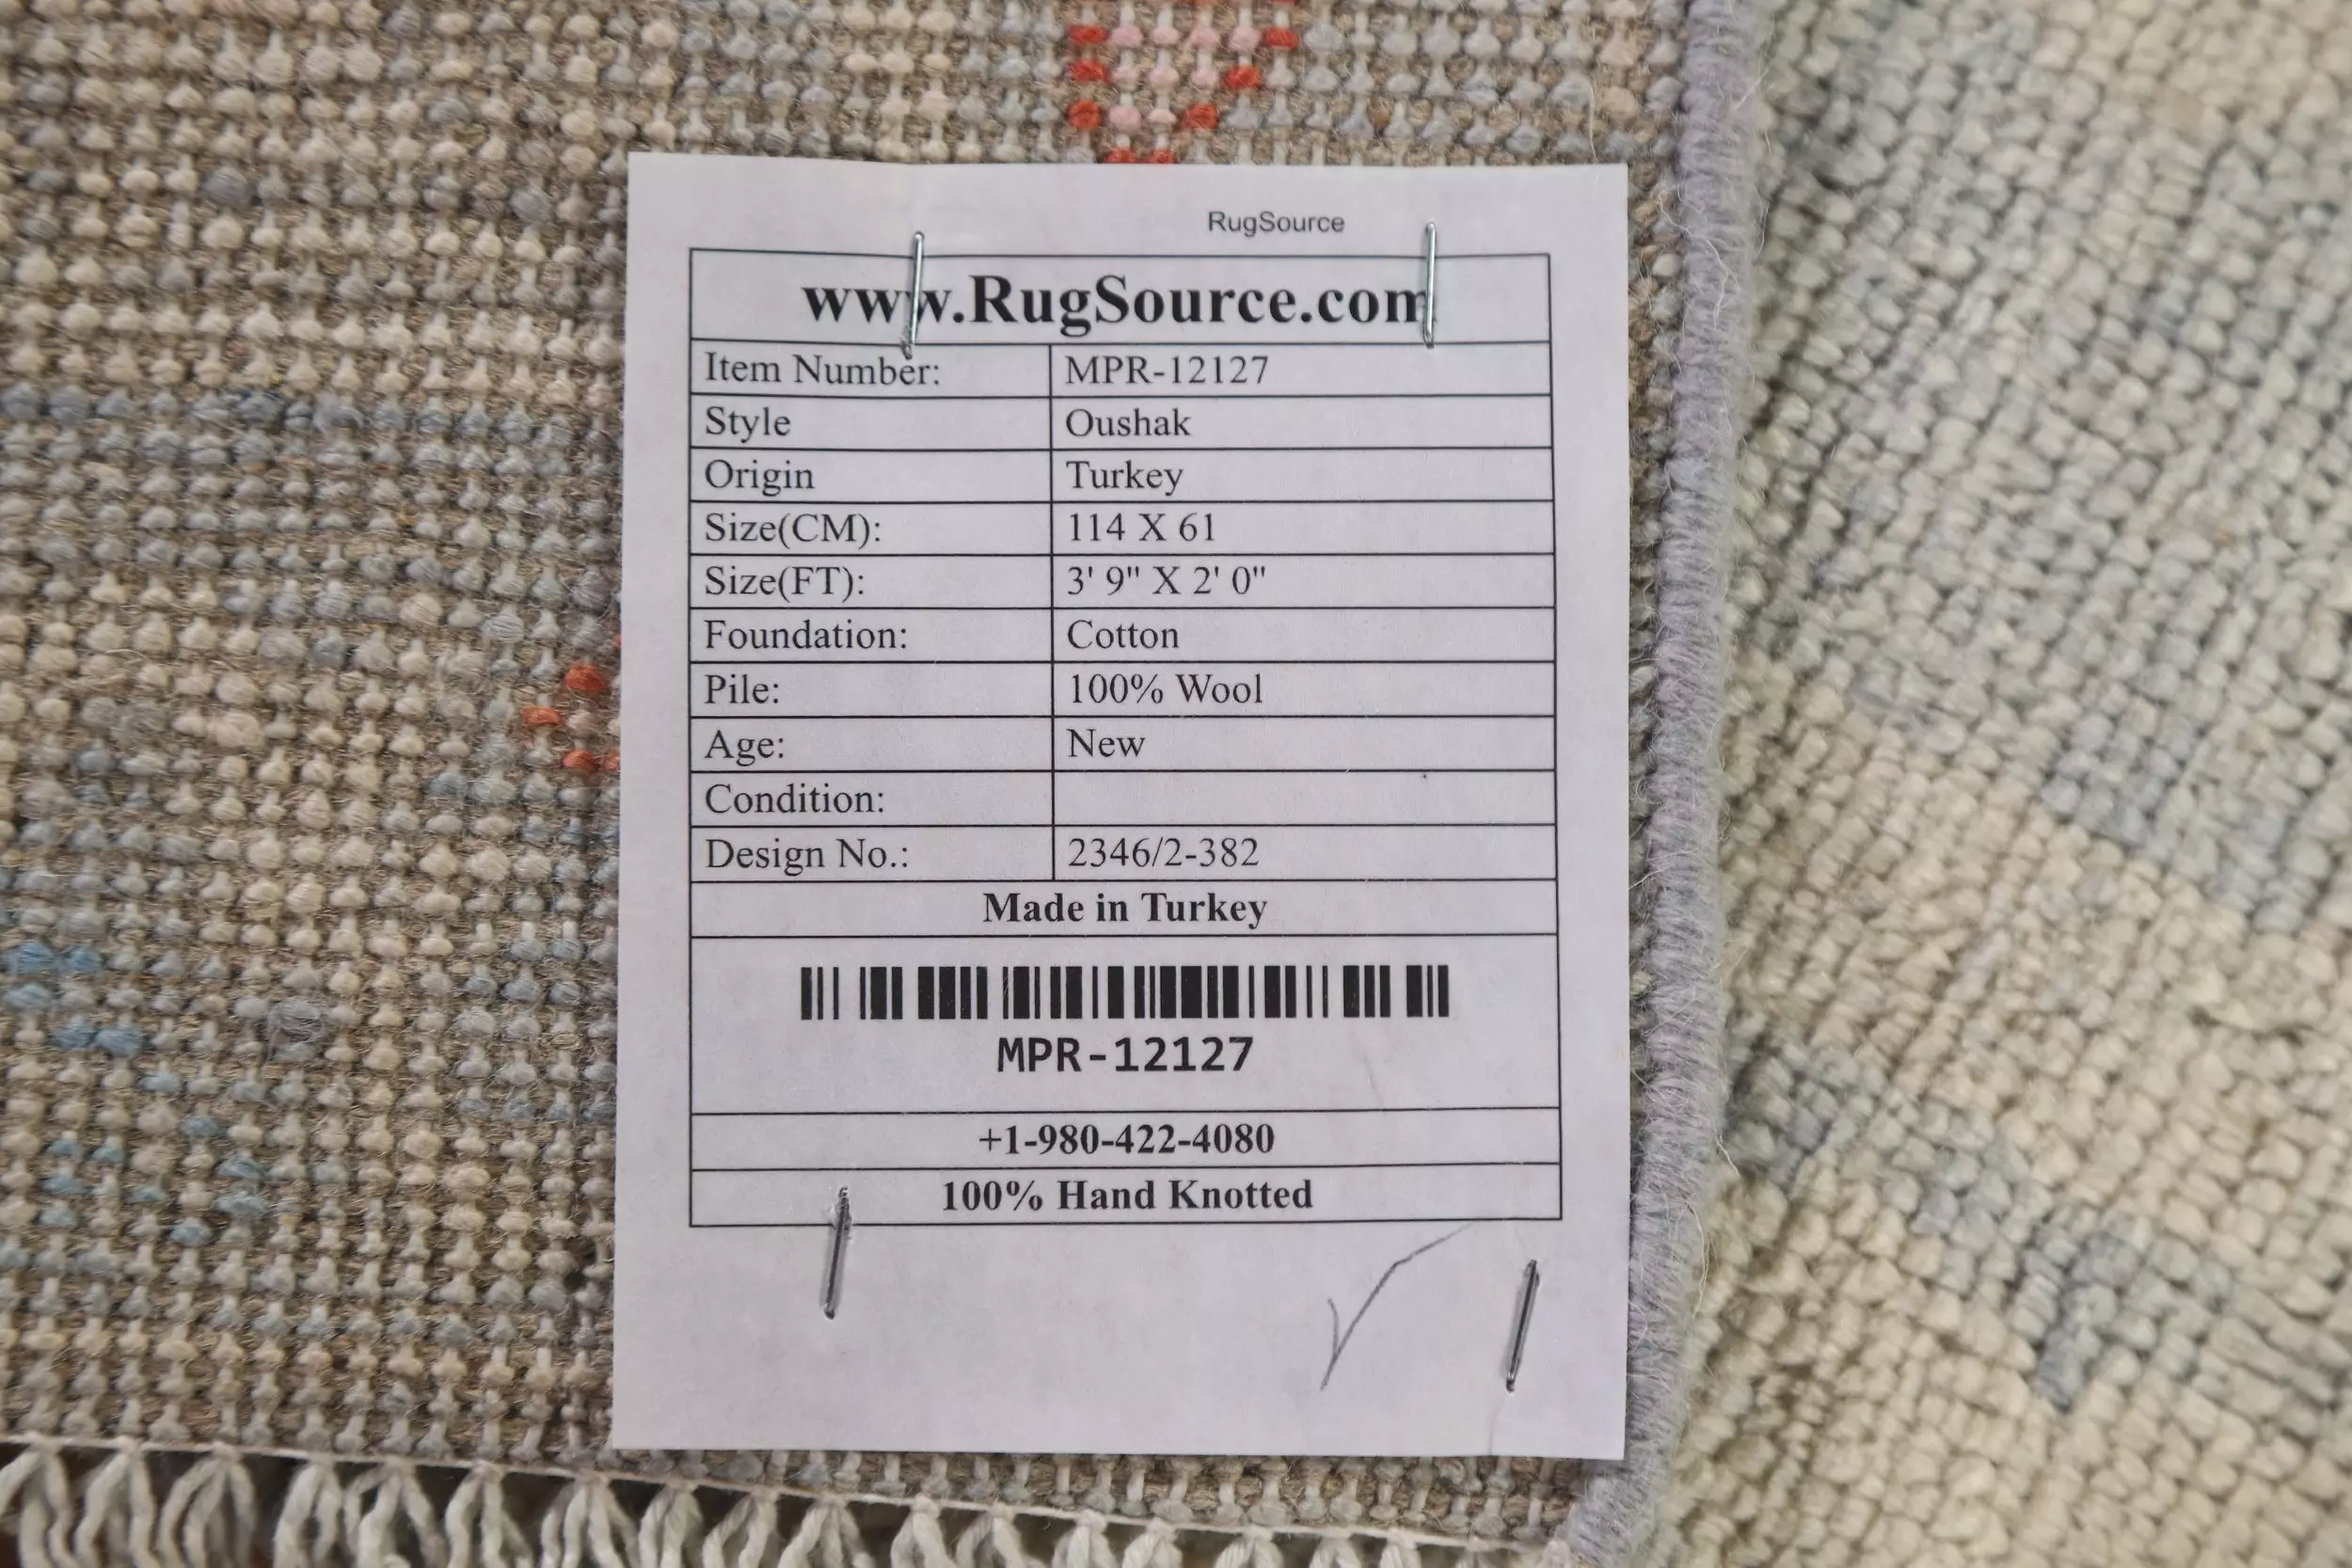 RugSource
www.RugSource.com
Item Number: MPR-12127
Style Oushak
Origin Turkey
Size(CM): 114 X 61
Size(FT): 3' 9" X 2' 0"
Foundation: Cotton
Pile: 100% Wool
Age: New
Condition:
Design No.: 2346/2-382
Made in Turkey
MPR-12127
+1-980-422-4080
100% Hand Knotted